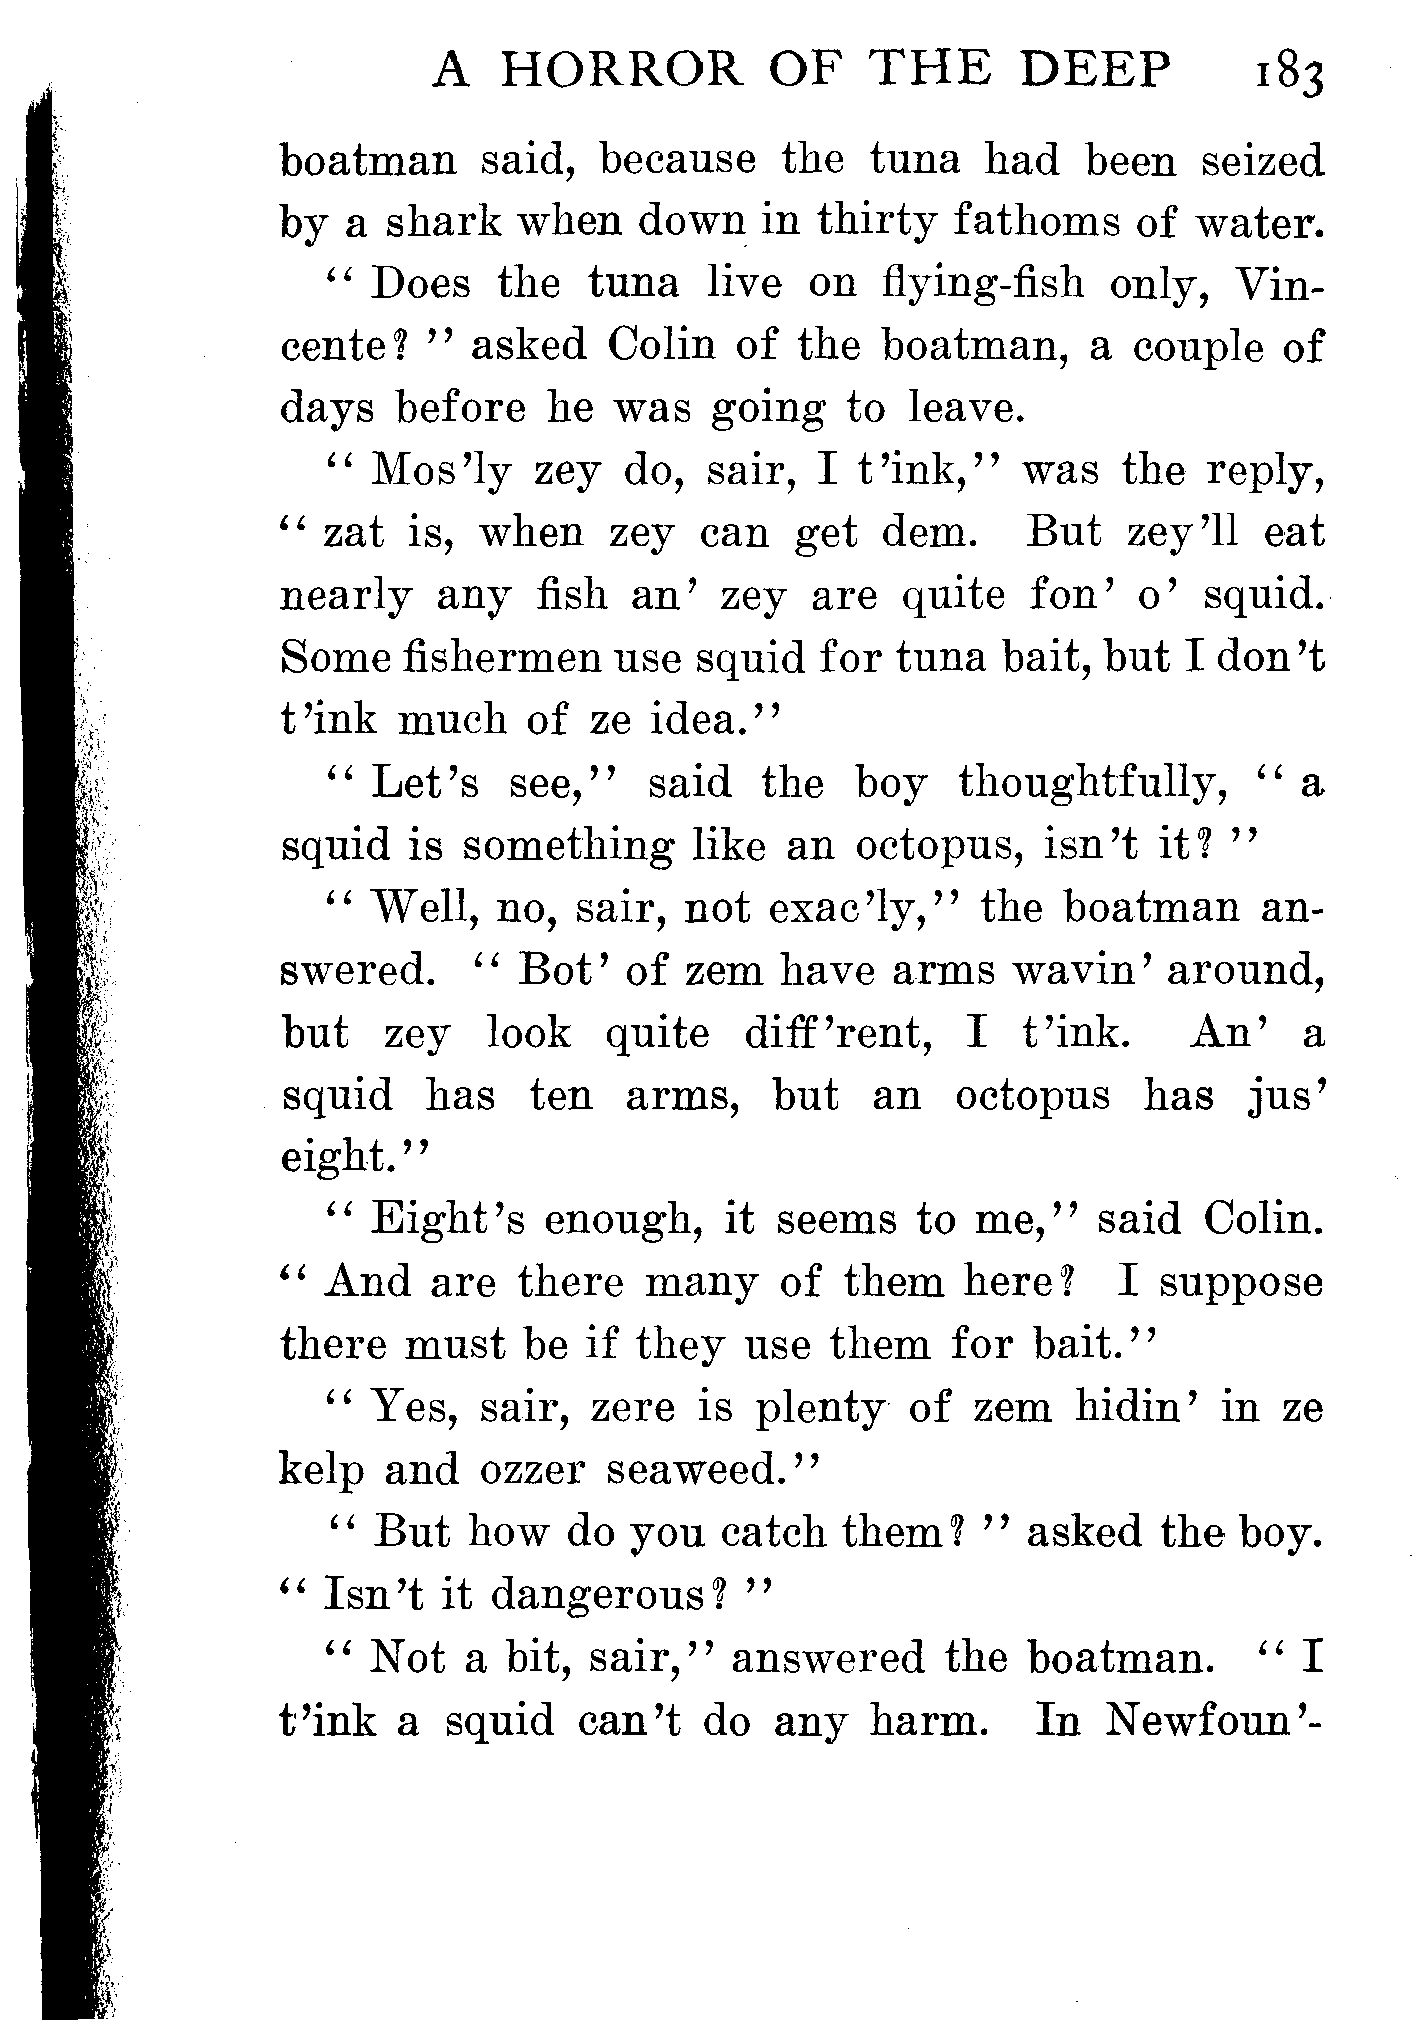 A HORROR OF THE DEEP 183
boatman said, because the tuna had been seized
by a shark when down in thirty fathoms of water.
“ Does the tuna live on flying-fish only, Vin-
cente? ” asked Colin of the boatman, a couple of
days before he was going to leave.
“ Mos’ly zey do, sair, I t’ink,” was the reply,
“ zat is, when zey can get dem. But zey’ll eat
nearly any fish an’ zey are quite fon’ o’ squid.
Some fishermen use squid for tuna bait, but I don’t
t’ink much of ze idea.”
“ Let’s see,” said the boy thoughtfully, “ a
squid is something like an octopus, isn’t it? ”
“ Well, no, sair, not exac’ly,” the boatman an-
swered. “ Bot’ of zem have arms wavin’ around,
but zey look quite diff’rent, I t’ink. An’ a
squid has ten arms, but an octopus has jus’
eight.”
“ Eight’s enough, it seems to me,” said Colin.
“ And are there many of them here? I suppose
there must be if they use them for bait.”
“ Yes, sair, zere is plenty of zem hidin’ in ze
kelp and ozzer seaweed.”
“ But how do you catch them? ” asked the boy.
“ Isn’t it dangerous? ”
“ Not a bit, sair,” answered the boatman. “ I
t’ink a squid can’t do any harm. In Newfoun’-